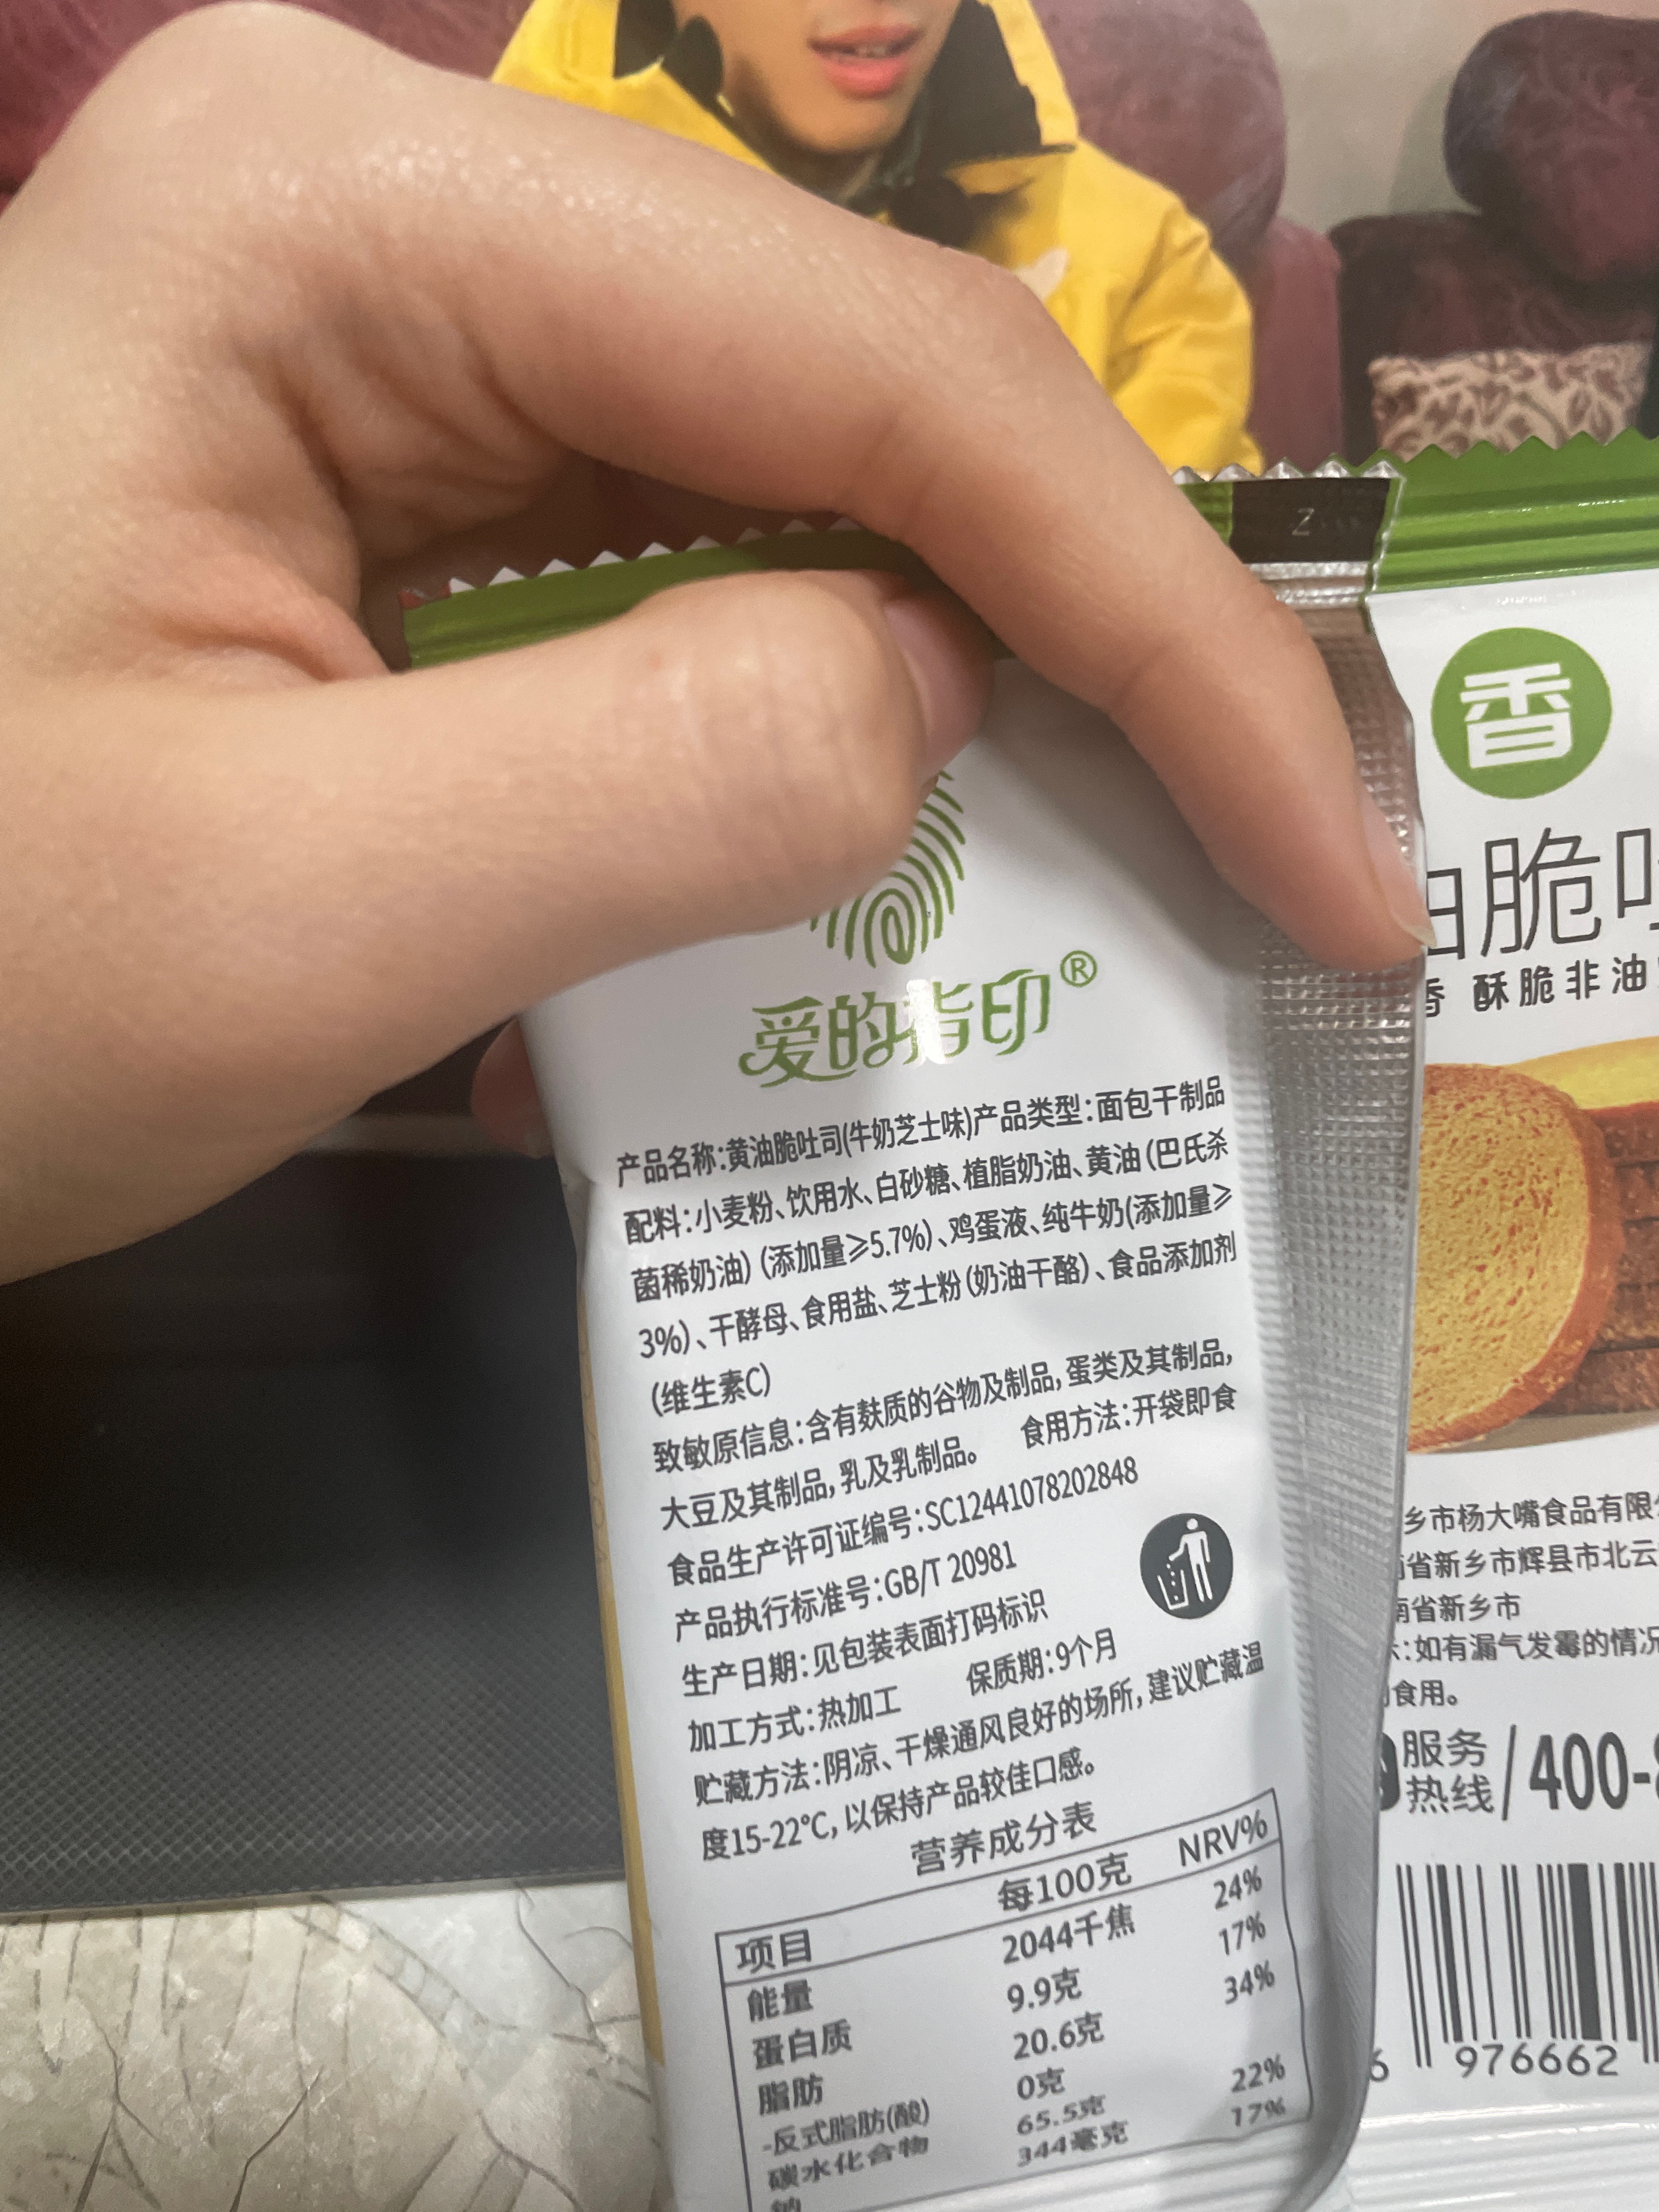 Z
爱的指印®
产品名称:黄油脆吐司(牛奶芝士味)产品类型:面包干制品
配料:小麦粉、饮用水、白砂糖、植脂奶油、黄油(巴氏杀
菌稀奶油)(添加量≥5.7%)、鸡蛋液、纯牛奶(添加量≥
3%)、干酵母、食用盐、芝士粉(奶油干酪)、食品添加剂
(维生素C)
致敏原信息:含有麸质的谷物及制品,蛋类及其制品,
大豆及其制品,乳及乳制品。 食用方法:开袋即食
食品生产许可证编号:SC12441078202848
产品执行标准号:GB/T 20981
生产日期:见包装表面打码标识
加工方式:热加工 保质期:9个月
贮藏方法:阴凉、干燥通风良好的场所,建议贮藏温
度15-22°C,以保持产品较佳口感。
营养成分表
项目 每100克 NRV%
能量 2044千焦 24%
蛋白质 9.9克 17%
脂肪 20.6克 34%
-反式脂肪(酸) 0克
碳水化合物 65.5克 22%
钠 344毫克 17%
香
脆吐
香 酥脆非油
乡市杨大嘴食品有限
省新乡市辉县市北云
南省新乡市
:如有漏气发霉的情况
食用。
服务
热线/400-8
6 976662